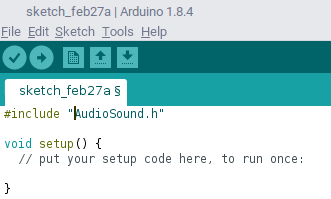 sketch_feb27a | Arduino 1.8.4
File Edit Sketch Tools Help
sketch_feb27a §
#include "AudioSound.h"
void setup() {
// put your setup code here, to run once:
}